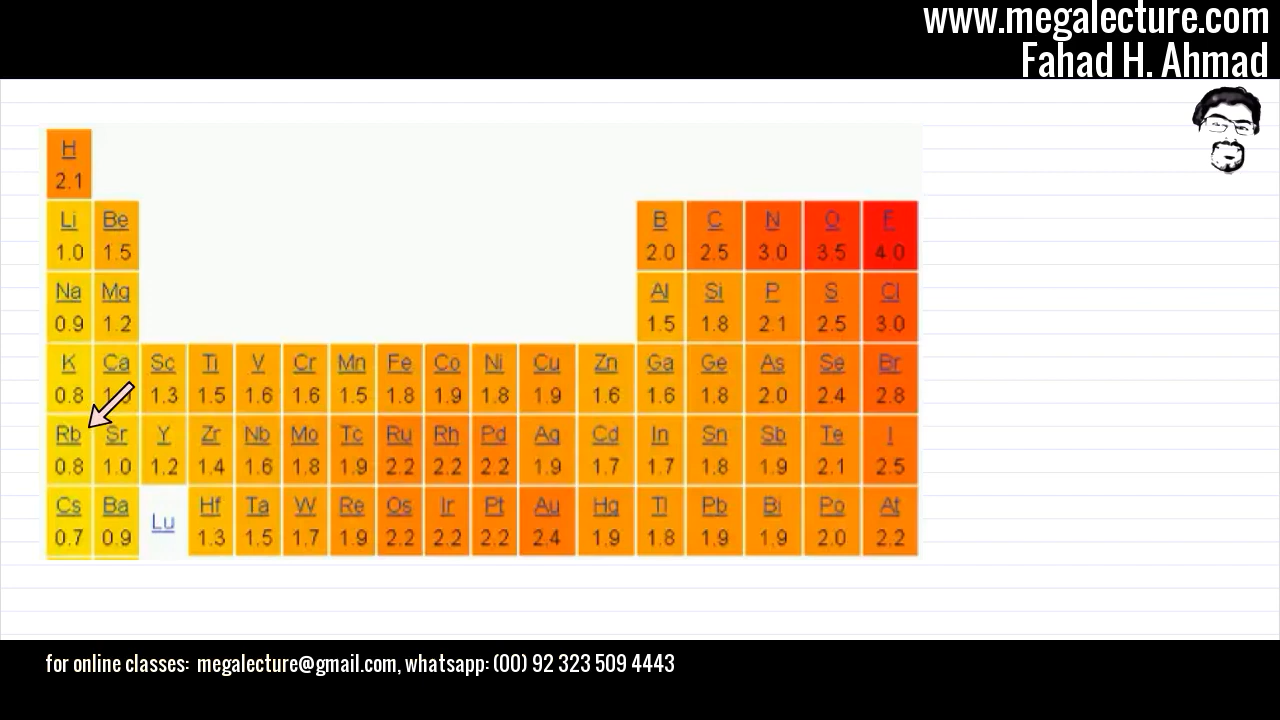 www.megalecture.com
Fahad H. Ahmad
H
2.1
Li Be B C N O F
1.0 1.5 2.0 2.5 3.0 3.5 4.0
Na Mg Al Si P S Cl
0.9 1.2 1.5 1.8 2.1 2.5 3.0
K Ca Sc Ti V Cr Mn Fe Co Ni Cu Zn Ga Ge As Se Br
0.8 1.3 1.5 1.6 1.6 1.5 1.8 1.9 1.8 1.9 1.6 1.6 1.8 2.0 2.4 2.8
Rb Sr Y Zr Nb Mo Tc Ru Rh Pd Ag Cd In Sn Sb Te I
0.8 1.0 1.2 1.4 1.6 1.8 1.9 2.2 2.2 2.2 1.9 1.7 1.7 1.8 1.9 2.1 2.5
Cs Ba Lu Hf Ta W Re Os Ir Pt Au Hg Tl Pb Bi Po At
0.7 0.9 1.3 1.5 1.7 1.9 2.2 2.2 2.2 2.4 1.9 1.8 1.9 1.9 2.0 2.2
for online classes: megalecture@gmail.com, whatsapp: (00) 92 323 509 4443